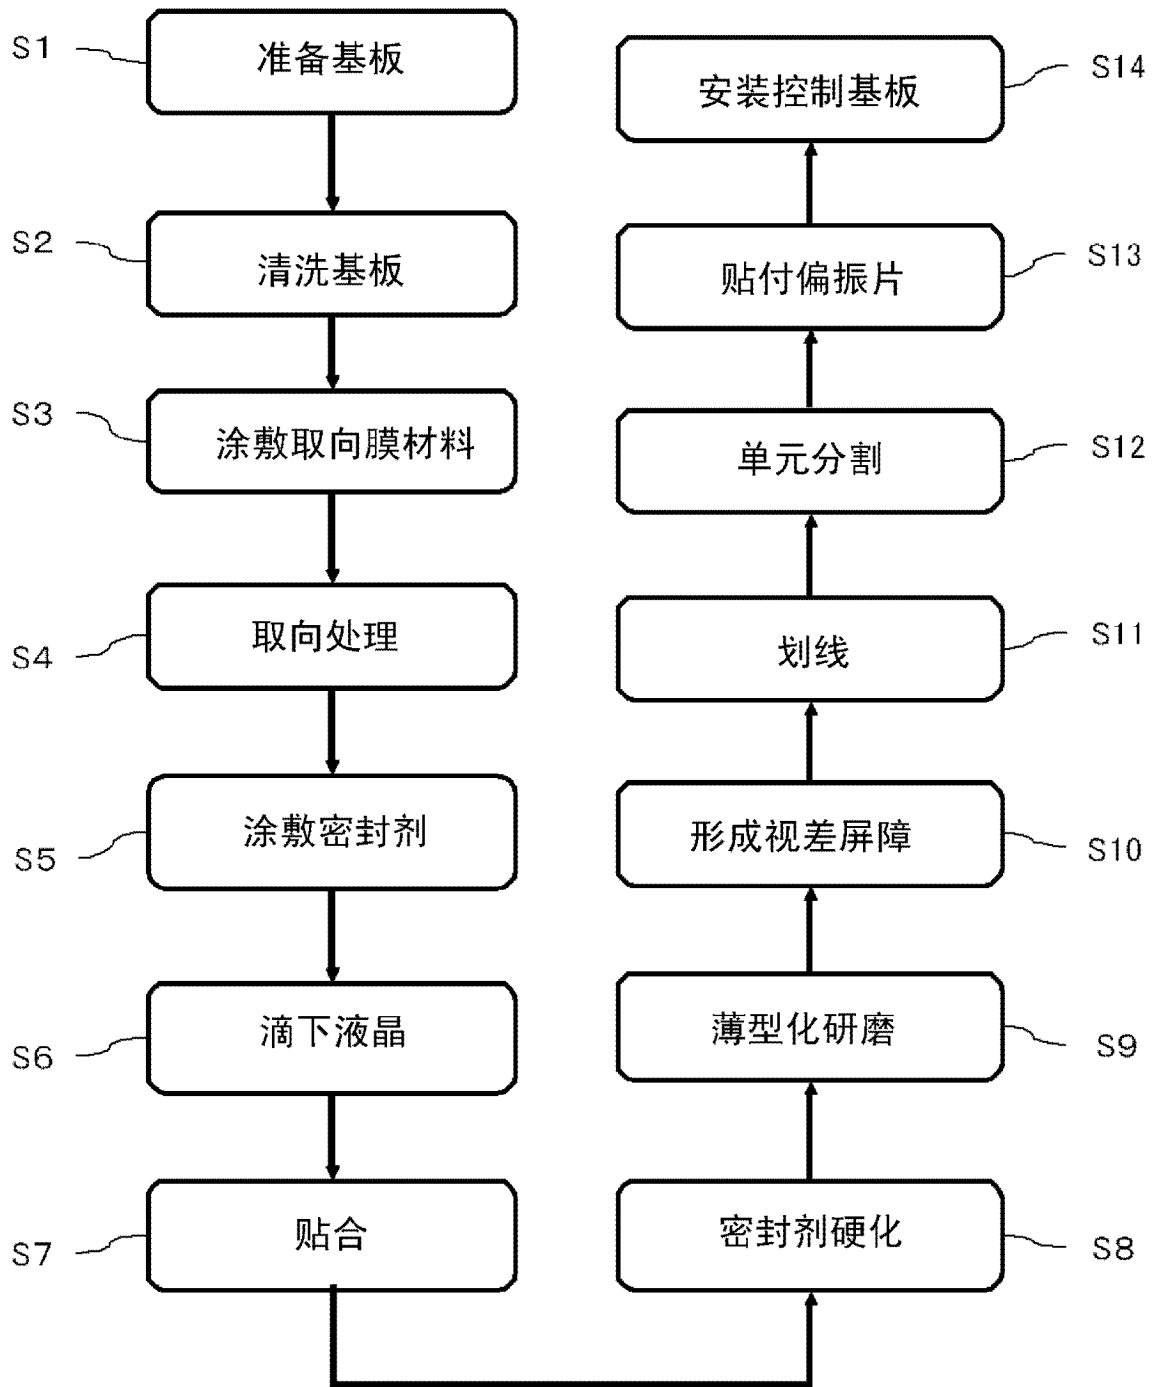 S1 准备基板
S2 清洗基板
S3 涂敷取向膜材料
S4 取向处理
S5 涂敷密封剂
S6 滴下液晶
S7 贴合
密封剂硬化 S8
薄型化研磨 S9
形成视差屏障 S10
划线 S11
单元分割 S12
贴付偏振片 S13
安装控制基板 S14